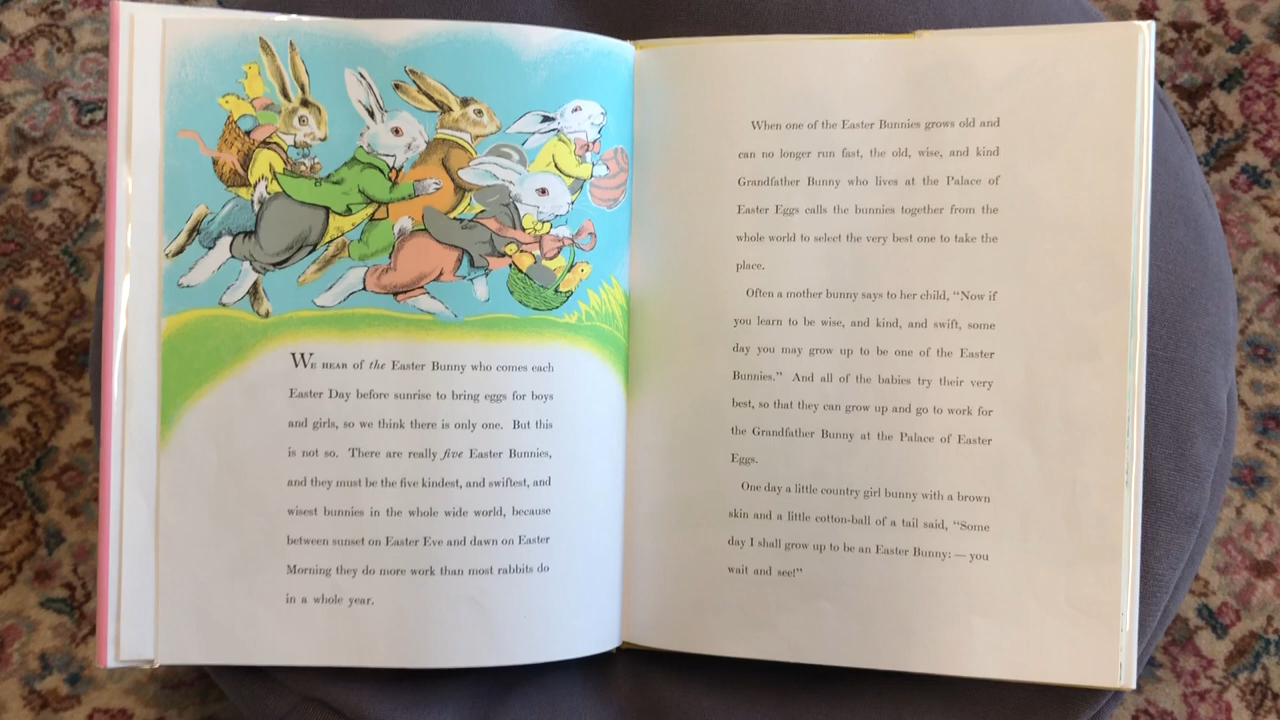 WE HEAR of the Easter Bunny who comes each
Easter Day before sunrise to bring eggs for boys
and girls, so we think there is only one. But this
is not so. There are really five Easter Bunnies,
and they must be the five kindest, and swiftest, and
wisest bunnies in the whole wide world, because
between sunset on Easter Eve and dawn on Easter
Morning they do more work than most rabbits do
in a whole year.
When one of the Easter Bunnies grows old and
can no longer run fast, the old, wise, and kind
Grandfather Bunny who lives at the Palace of
Easter Eggs calls the bunnies together from the
whole world to select the very best one to take the
place.
Often a mother bunny says to her child, “Now if
you learn to be wise, and kind, and swift, some
day you may grow up to be one of the Easter
Bunnies.” And all of the babies try their very
best, so that they can grow up and go to work for
the Grandfather Bunny at the Palace of Easter
Eggs.
One day a little country girl bunny with a brown
skin and a little cotton-ball of a tail said, “Some
day I shall grow up to be an Easter Bunny: — you
wait and see!”